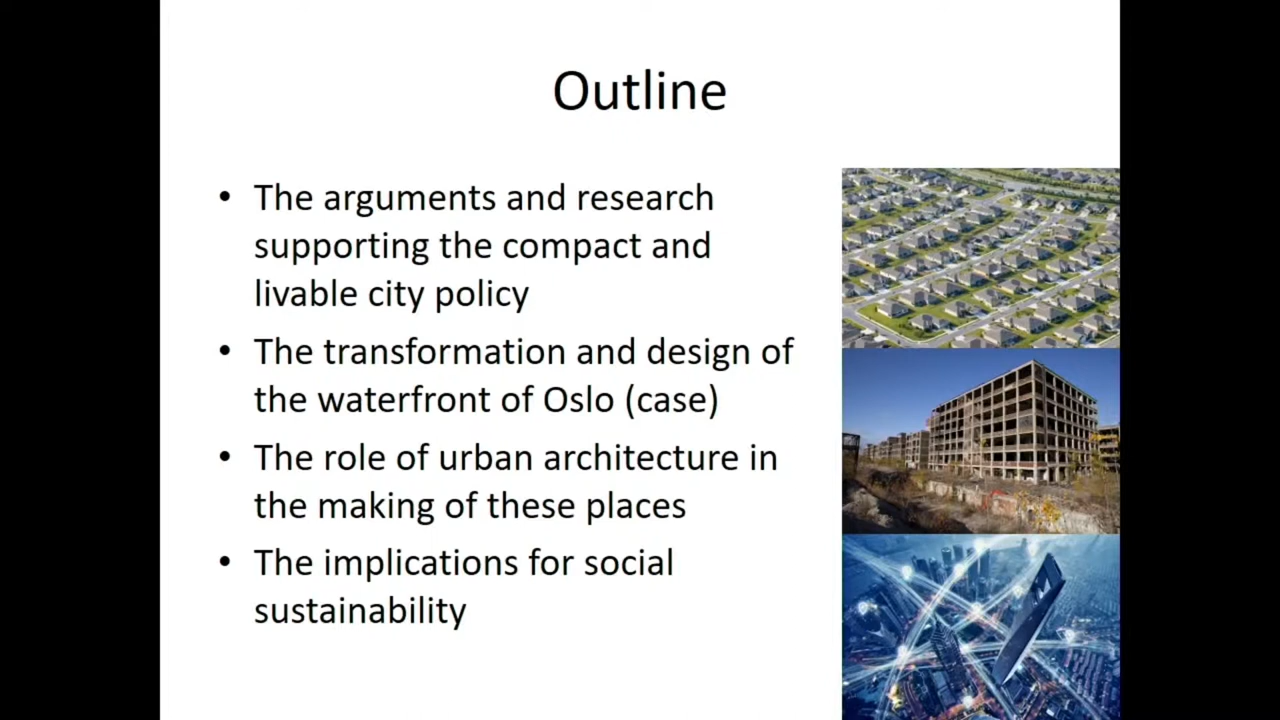 Outline
• The arguments and research
supporting the compact and
livable city policy
• The transformation and design of
the waterfront of Oslo (case)
• The role of urban architecture in
the making of these places
• The implications for social
sustainability